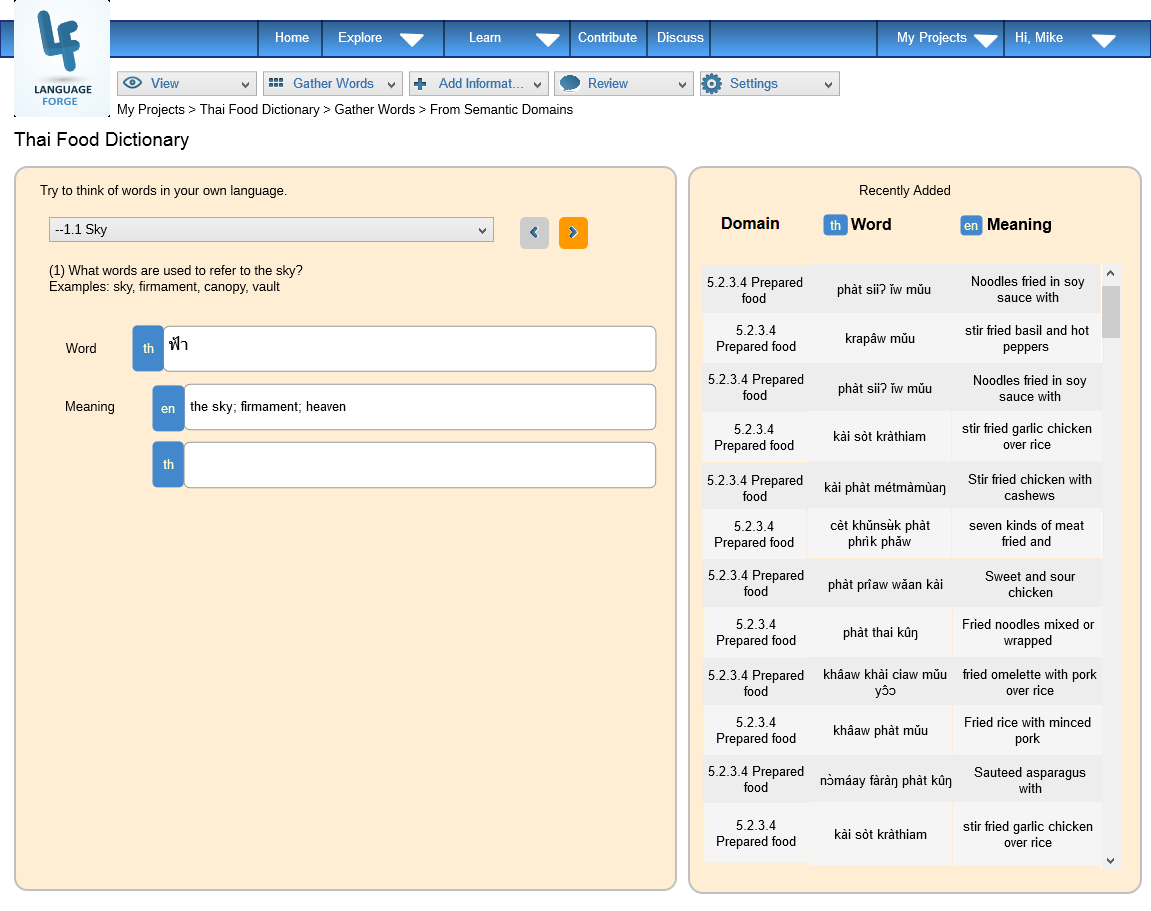 LANGUAGE
FORGE
Home Explore Learn Contribute Discuss My Projects Hi, Mike
View Gather Words Add Informat... Review Settings
My Projects > Thai Food Dictionary > Gather Words > From Semantic Domains
Thai Food Dictionary
Try to think of words in your own language.
--1.1 Sky
(1) What words are used to refer to the sky?
Examples: sky, firmament, canopy, vault
Word th ฟ้า
Meaning en the sky; firmament; heaven
th
Recently Added
Domain th Word en Meaning
5.2.3.4 Prepared food phàt siiʔ ǐw mǔu Noodles fried in soy sauce with
5.2.3.4 Prepared food krapâw mǔu stir fried basil and hot peppers
5.2.3.4 Prepared food phàt siiʔ ǐw mǔu Noodles fried in soy sauce with
5.2.3.4 Prepared food kài sòt kràthiam stir fried garlic chicken over rice
5.2.3.4 Prepared food kài phàt métmàmùaŋ Stir fried chicken with cashews
5.2.3.4 Prepared food cèt khǔnsʉ̀k phàt phrìk phǎw seven kinds of meat fried and
5.2.3.4 Prepared food phàt prîaw wǎan kài Sweet and sour chicken
5.2.3.4 Prepared food phàt thai kûŋ Fried noodles mixed or wrapped
5.2.3.4 Prepared food khâaw khài ciaw mǔu yɔ̂ɔ fried omelette with pork over rice
5.2.3.4 Prepared food khâaw phàt mǔu Fried rice with minced pork
5.2.3.4 Prepared food nɔ̀máay fàràŋ phàt kûŋ Sauteed asparagus with
5.2.3.4 Prepared food kài sòt kràthiam stir fried garlic chicken over rice